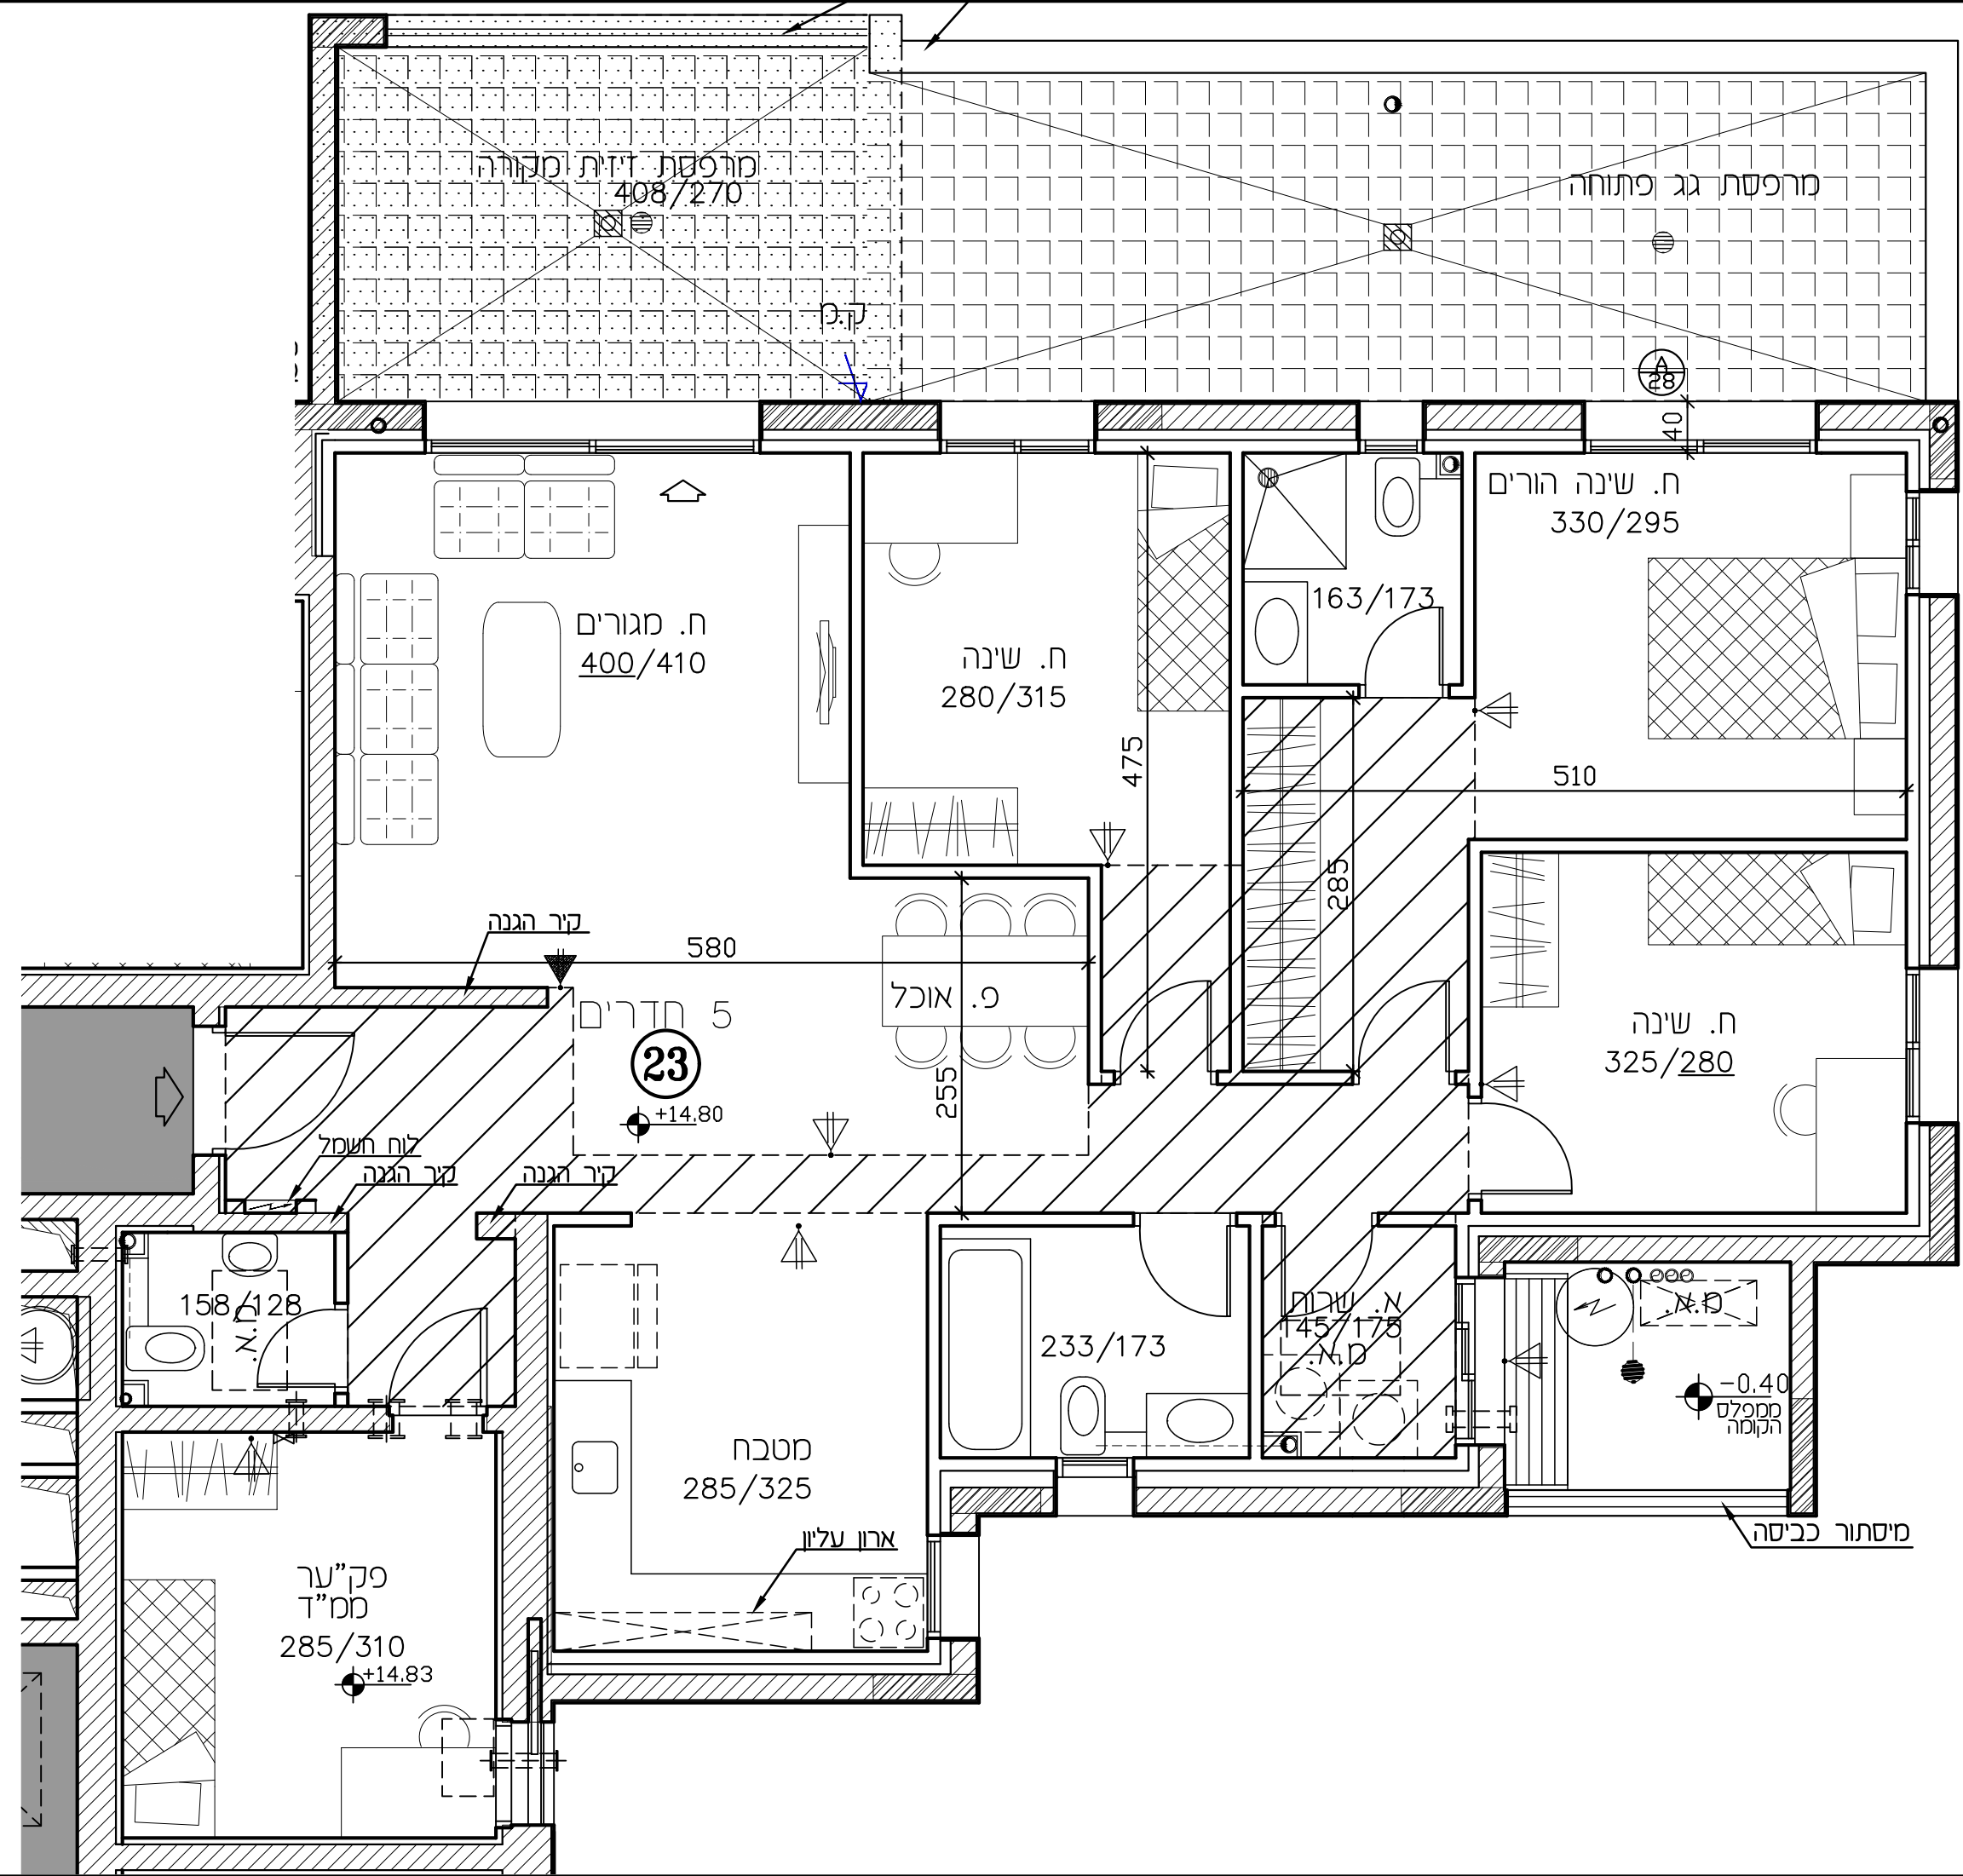 מרפסת זיזית מקורה
408/270
מרפסת גג פתוחה
ק.מ
A
28
40
ח. מגורים
400/410
ח. שינה
280/315
163/173
ח. שינה הורים
330/295
475
510
285
קיר הגנה
580
5 חדרים
23
+14.80
פ. אוכל
255
ח. שינה
325/280
לוח חשמל
קיר הגנה
קיר הגנה
158/128
מ.א.
233/173
א. שרות
145/175
מ.א.
מ.א.
-0.40
ממפלס
הקומה
מטבח
285/325
ארון עליון
מיסתור כביסה
פק"ער
ממ"ד
285/310
+14.83